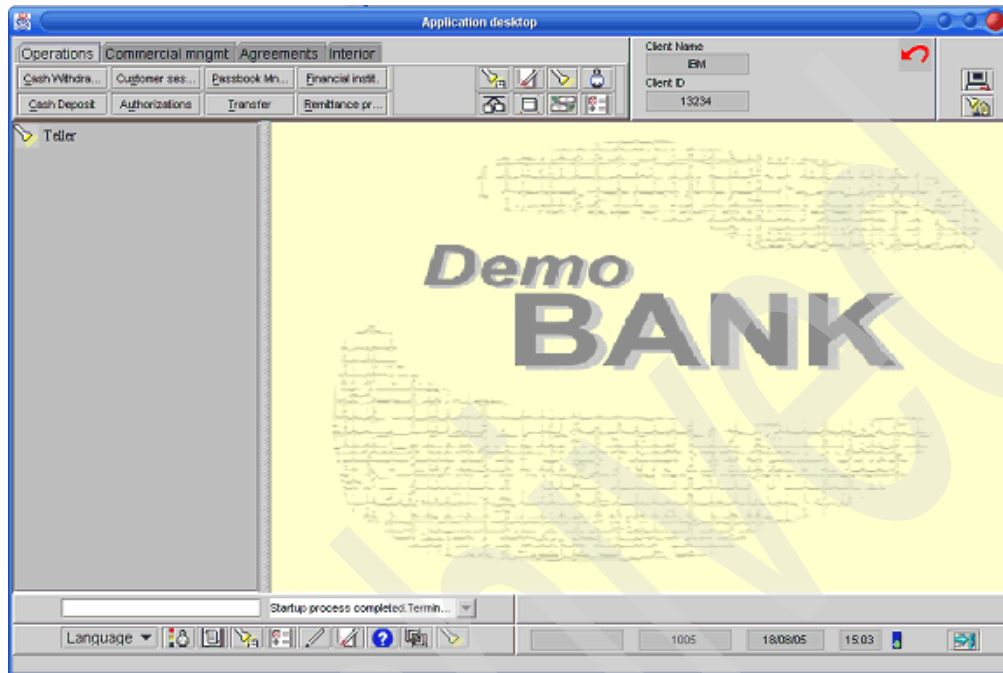 Application desktop
Operations Commercial mngmt Agreements Interior
Client Name
IBM
Cash Withdra... Customer ses... Passbook Mn... Financial instit.
Client ID
Cash Deposit Authorizations Transfer Remittance pr...
13234
Teller
Demo
BANK
Startup process completed.Termin...
Language
1005 18/08/05 15:03